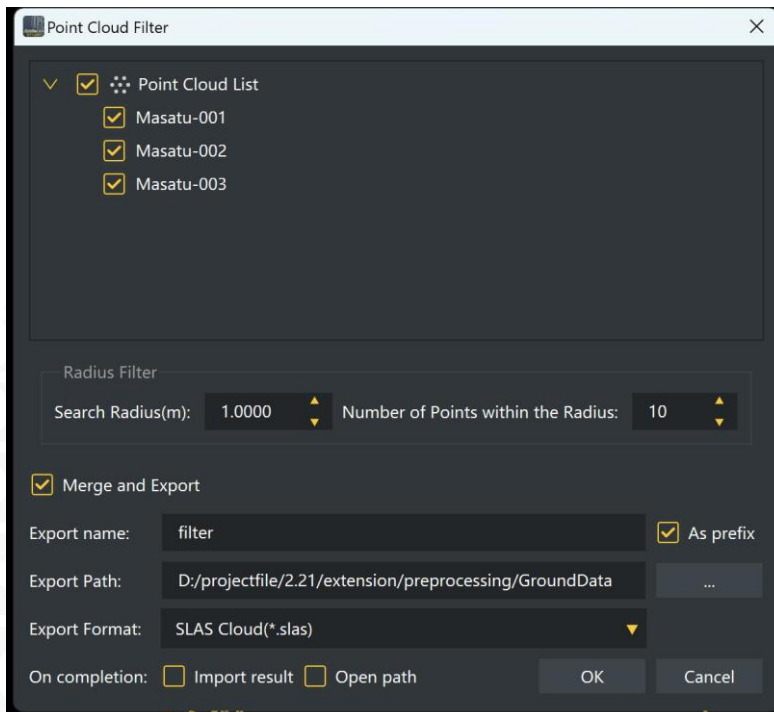 Point Cloud Filter
Point Cloud List
Masatu-001
Masatu-002
Masatu-003
Radius Filter
Search Radius(m): 1.0000 Number of Points within the Radius: 10
Merge and Export
Export name: filter As prefix
Export Path: D:/projectfile/2.21/extension/preprocessing/GroundData ...
Export Format: SLAS Cloud(*.slas)
On completion: Import result Open path OK Cancel